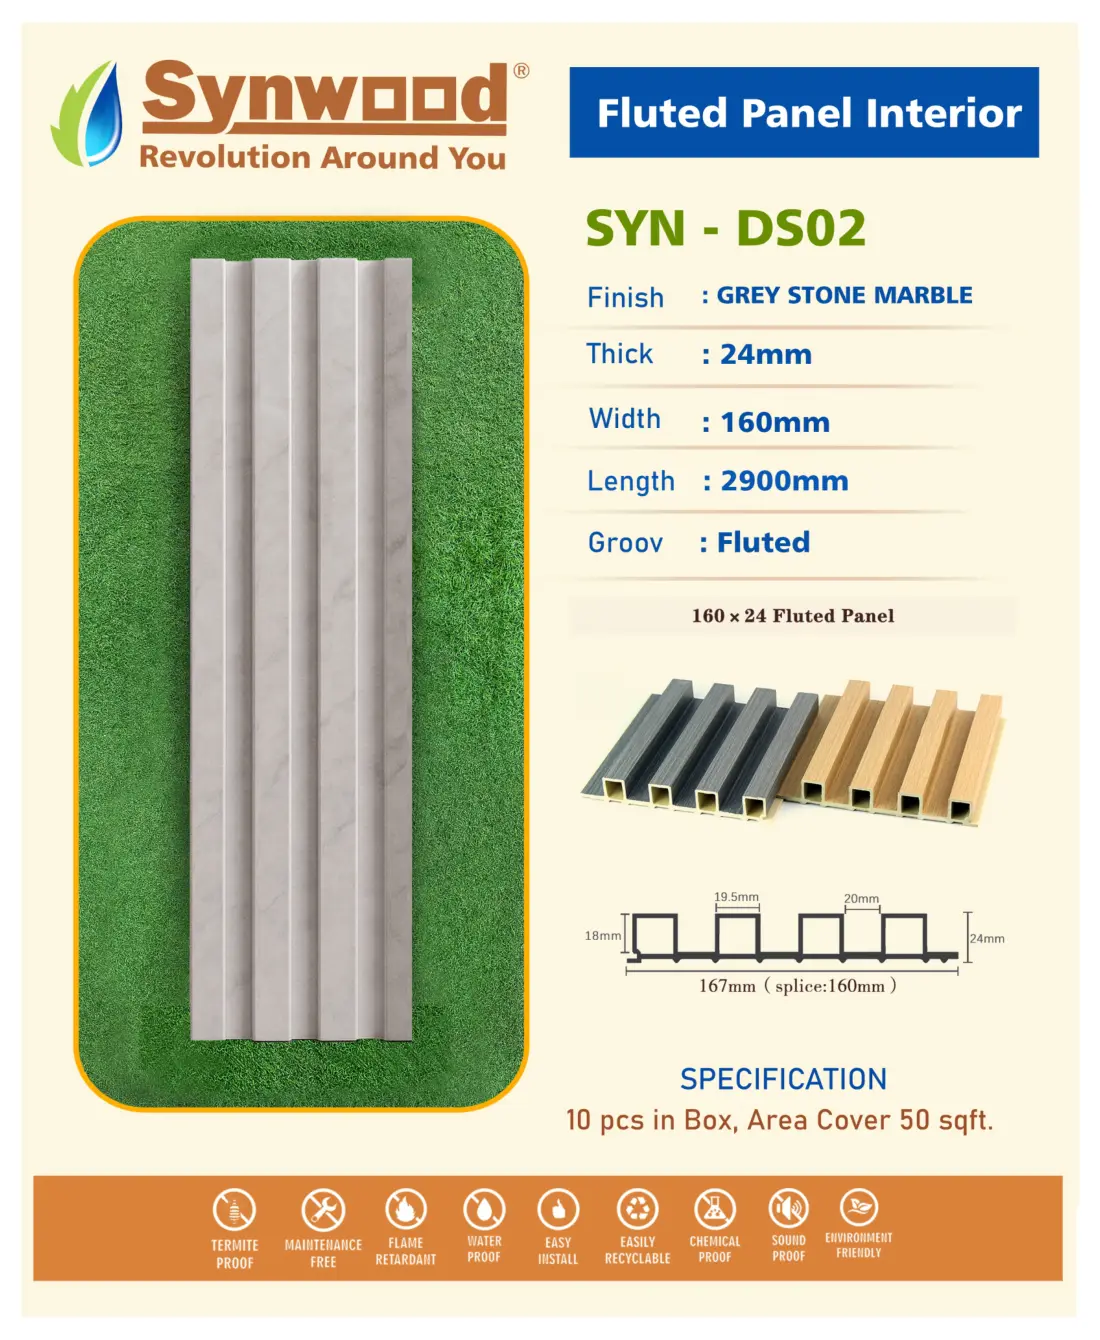 Synwood®
Revolution Around You
Fluted Panel Interior
SYN - DS02
Finish : GREY STONE MARBLE
Thick : 24mm
Width : 160mm
Length : 2900mm
Groov : Fluted
160 × 24 Fluted Panel
19.5mm
20mm
18mm
24mm
167mm ( splice:160mm )
SPECIFICATION
10 pcs in Box, Area Cover 50 sqft.
TERMITE
PROOF
MAINTENANCE
FREE
FLAME
RETARDANT
WATER
PROOF
EASY
INSTALL
EASILY
RECYCLABLE
CHEMICAL
PROOF
SOUND
PROOF
ENVIRONMENT
FRIENDLY